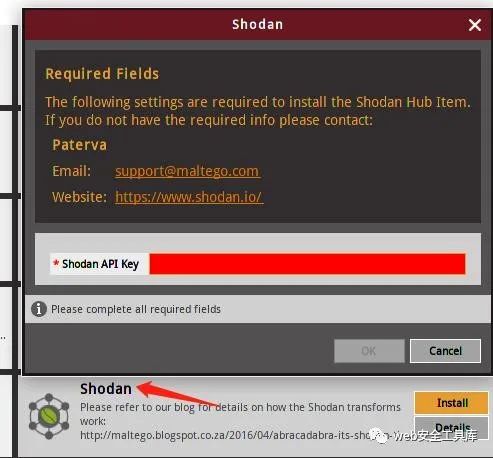 Shodan
Required Fields
The following settings are required to install the Shodan Hub Item.
If you do not have the required info please contact:
Paterva
Email: support@maltego.com
Website: https://www.shodan.io/
* Shodan API Key
Please complete all required fields
OK Cancel
..
Shodan
Please refer to our blog for details on how the Shodan transforms
work:
http://maltego.blogspot.co.za/2016/04/abracadabra-its-sho
Install
Details
web安全工具库